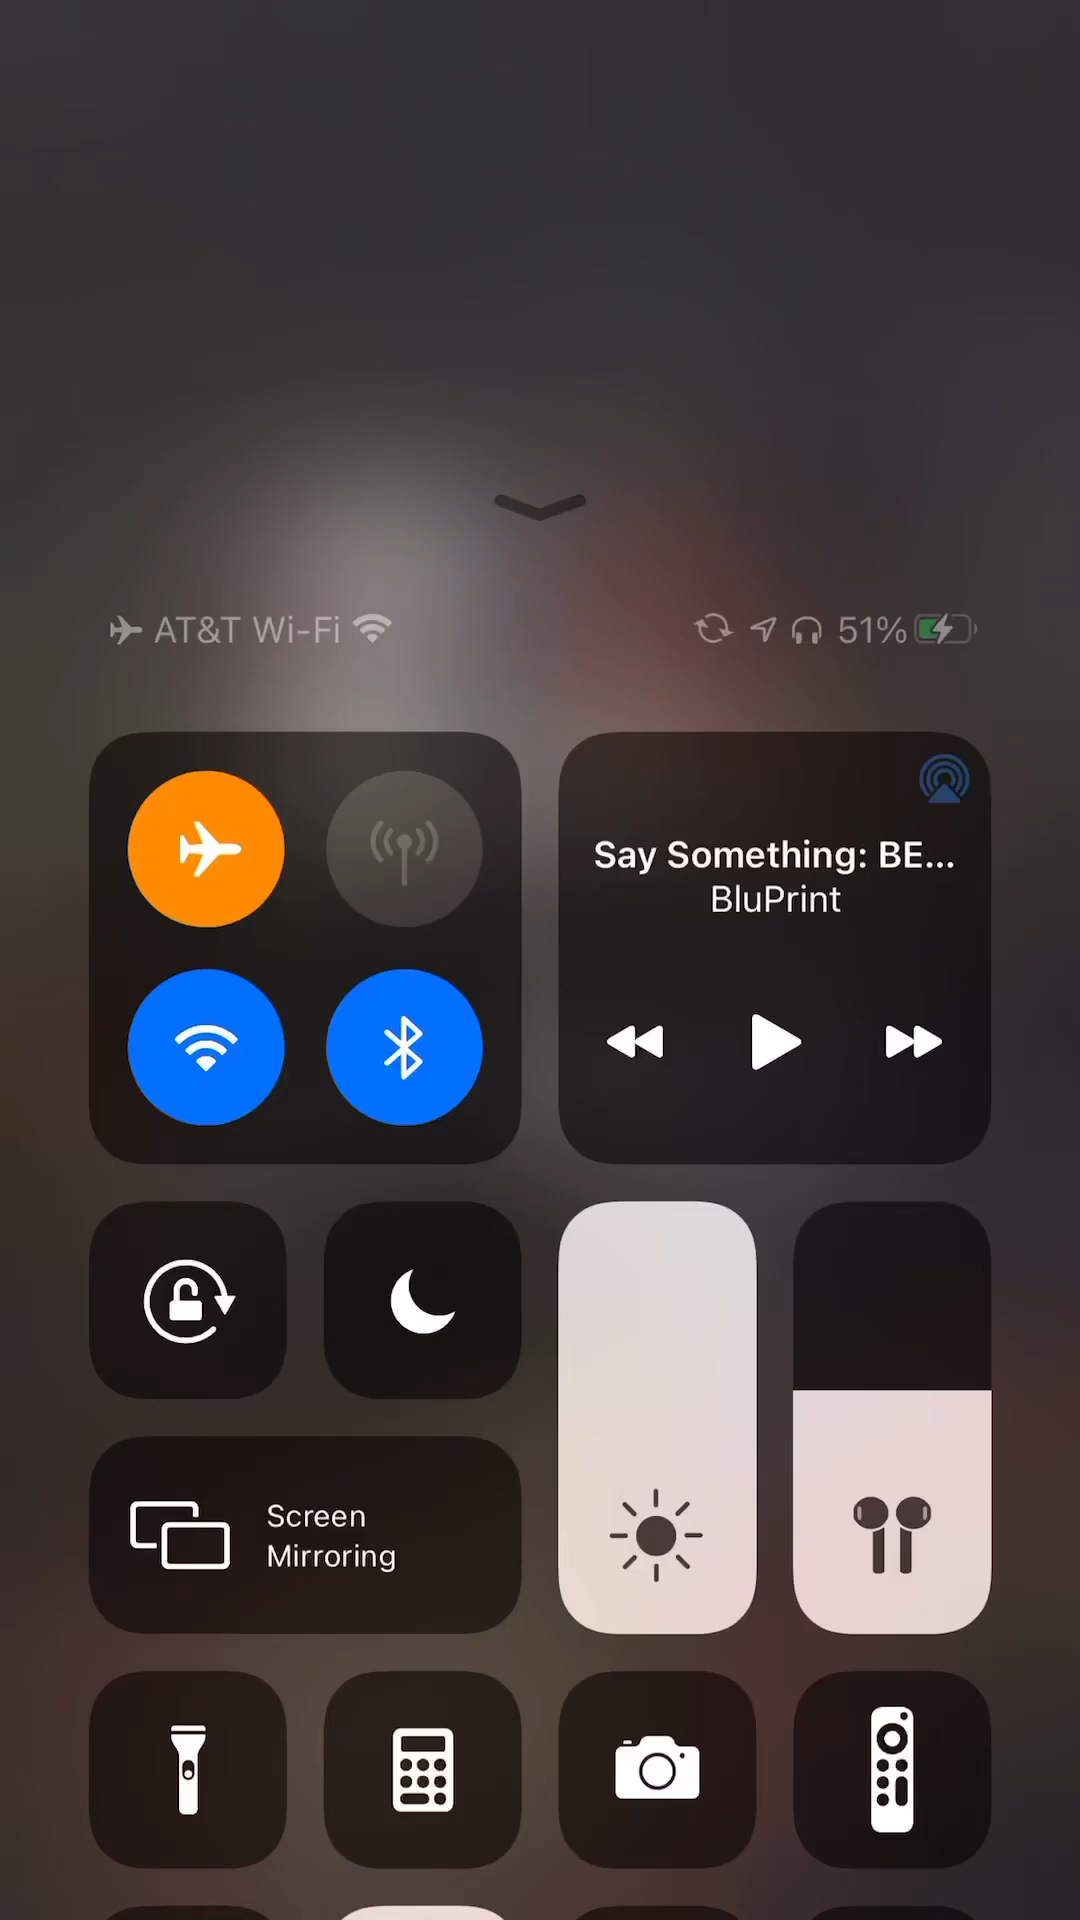 AT&T Wi-Fi
51%
Say Something: BE...
BluPrint
Screen
Mirroring